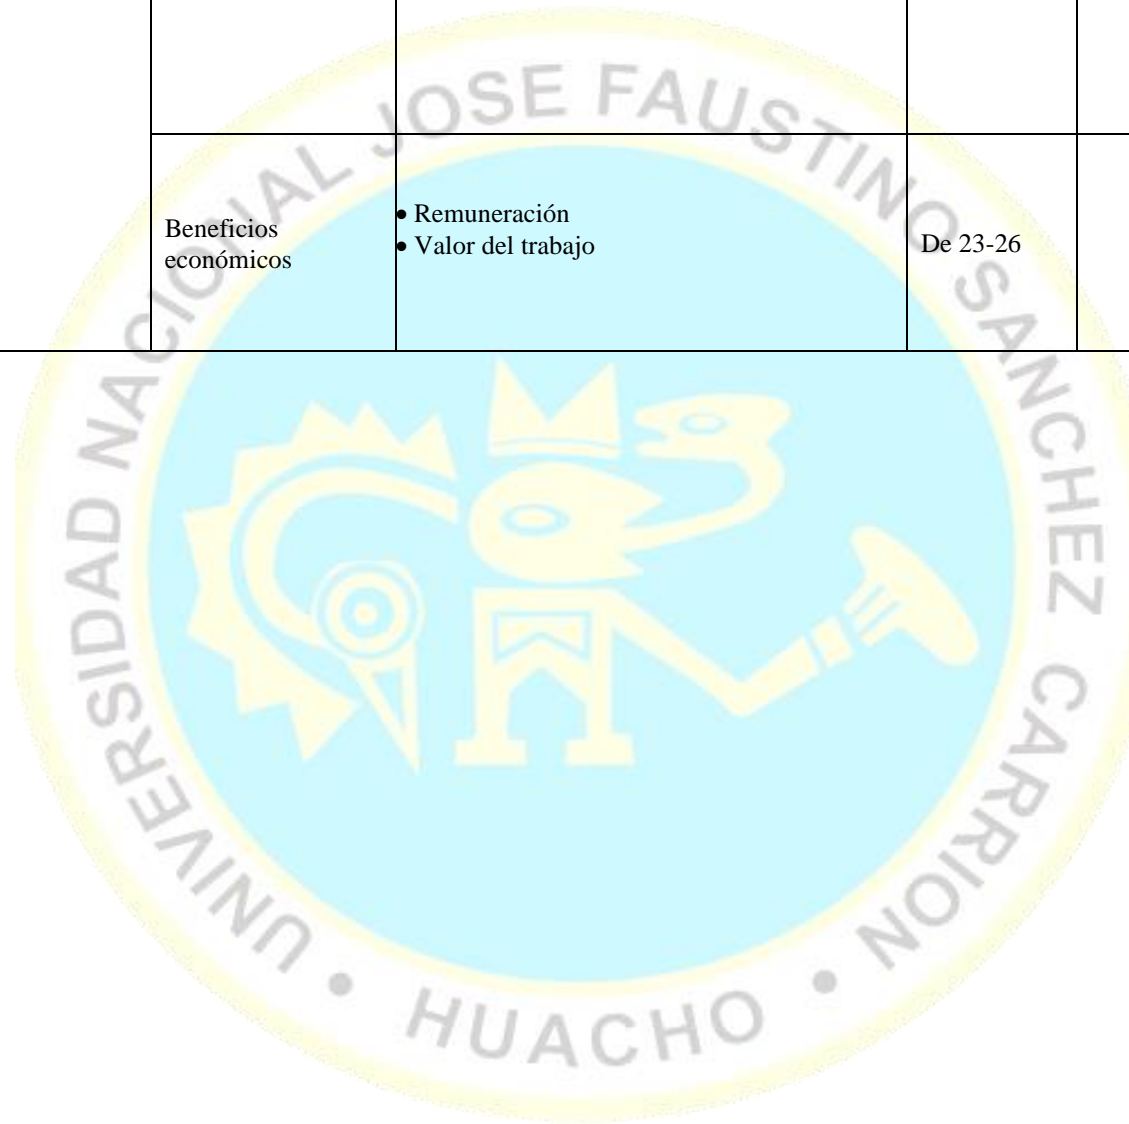 UNIVERSIDAD NACIONAL JOSE FAUSTINO SANCHEZ CARRION
• HUACHO •
Beneficios
económicos
• Remuneración
• Valor del trabajo
De 23-26